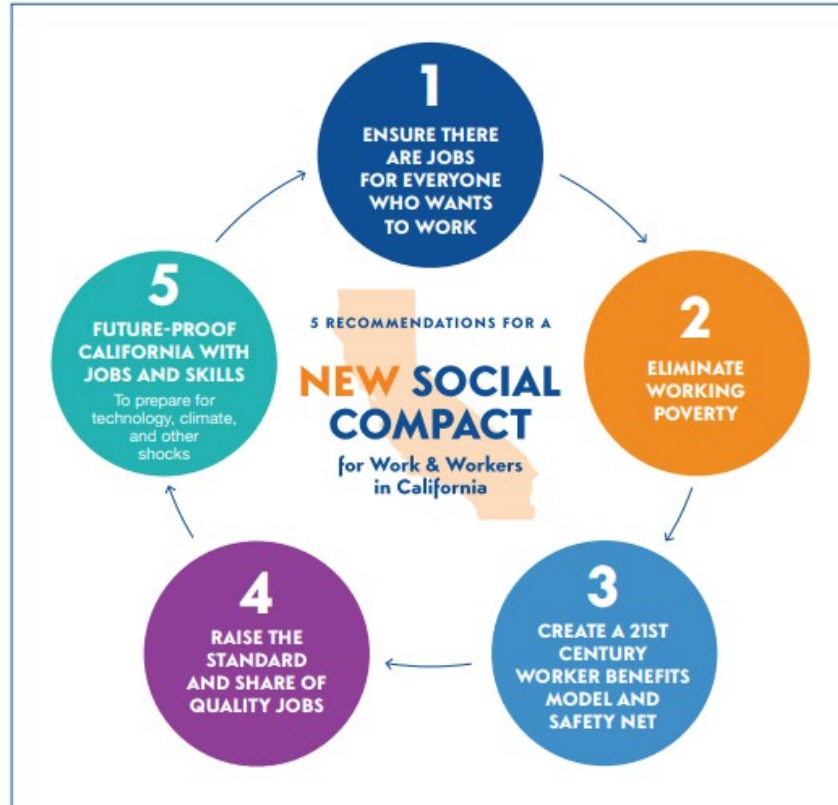 1
ENSURE THERE
ARE JOBS
FOR EVERYONE
WHO WANTS
TO WORK
2
ELIMINATE
WORKING
POVERTY
3
CREATE A 21ST
CENTURY
WORKER BENEFITS
MODEL AND
SAFETY NET
4
RAISE THE
STANDARD
AND SHARE OF
QUALITY JOBS
5
FUTURE-PROOF
CALIFORNIA WITH
JOBS AND SKILLS
To prepare for
technology, climate,
and other
shocks
5 RECOMMENDATIONS FOR A
NEW SOCIAL
COMPACT
for Work & Workers
in California